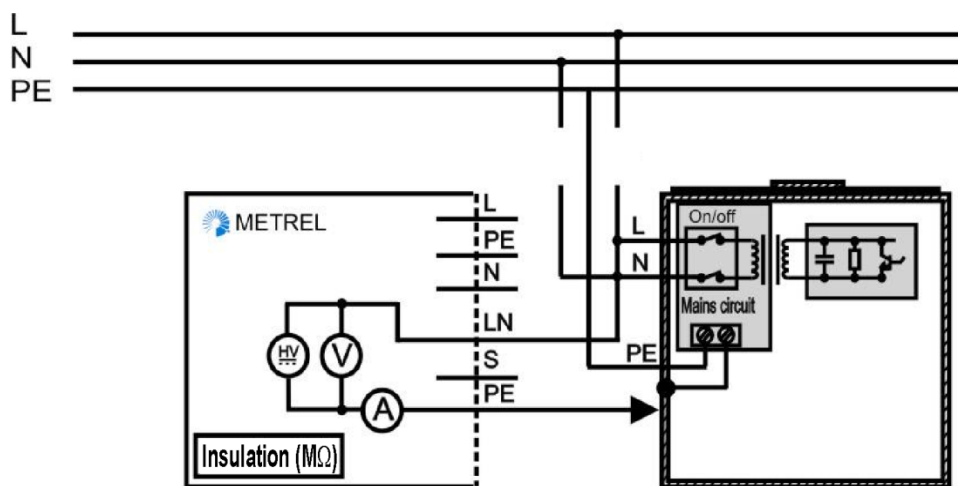 L
N
PE
METREL
L
PE
N
LN
S
PE
HV
V
A
Insulation (MΩ)
L
N
PE
On/off
Mains circuit